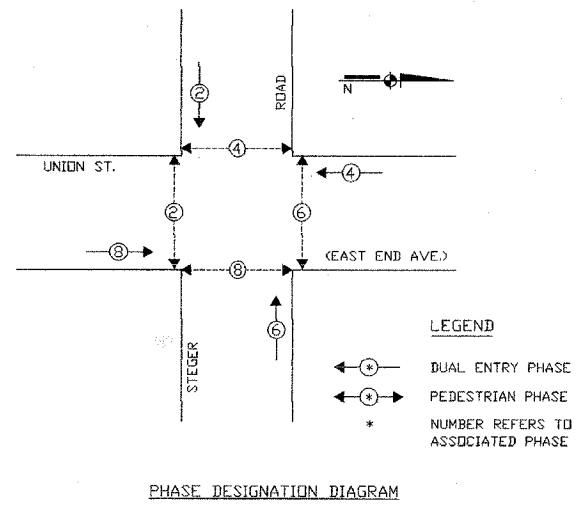 2
ROAD
N
4
UNION ST.
4
2
6
8
(EAST END AVE.)
8
6
STEGER
LEGEND
* DUAL ENTRY PHASE
* PEDESTRIAN PHASE
* NUMBER REFERS TO
ASSOCIATED PHASE
PHASE DESIGNATION DIAGRAM